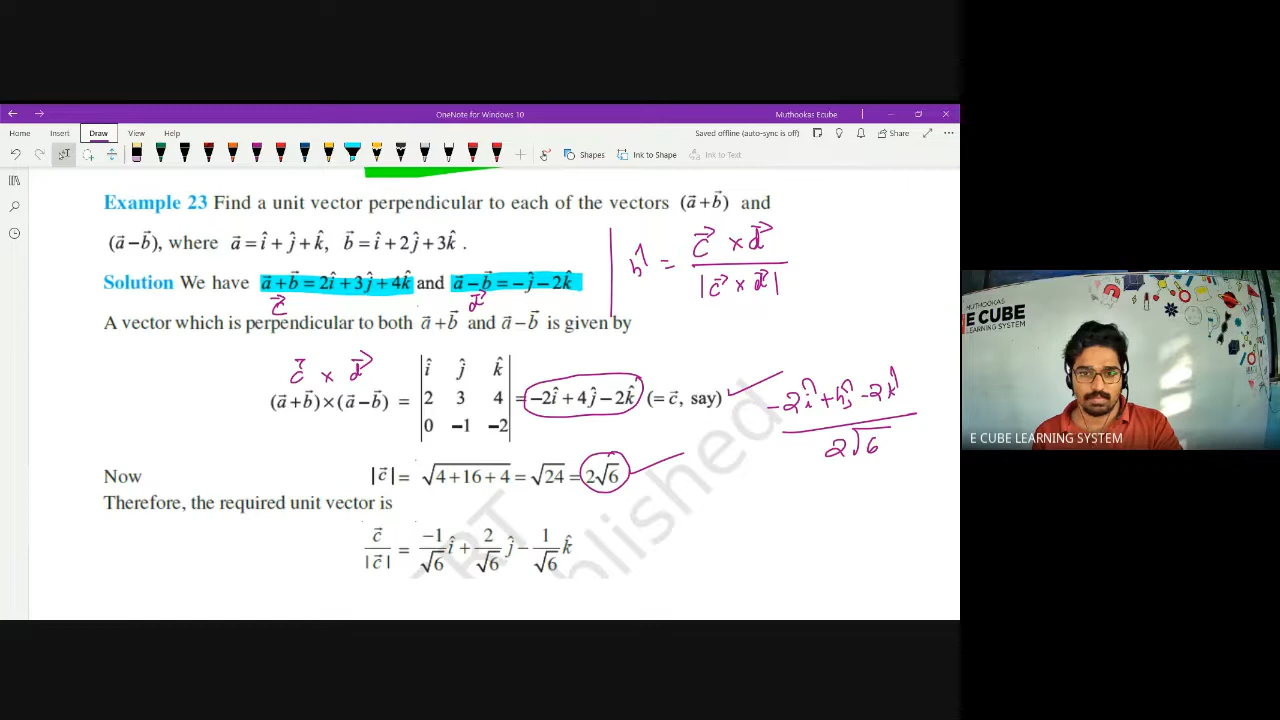 OneNote for Windows 10
Muthookas Ecube
Home Insert Draw View Help
Saved offline (auto-sync is off) Share
Shapes Ink to Shape Ink to Text
Example 23 Find a unit vector perpendicular to each of the vectors (a⃗+b⃗) and
(a⃗−b⃗), where a⃗ = î + ĵ + k̂, b⃗ = î + 2ĵ + 3k̂ .
n̂ = c⃗ × d⃗ / |c⃗ × d⃗|
Solution We have a⃗+b⃗ = 2î + 3ĵ + 4k̂ and a⃗−b⃗ = −ĵ − 2k̂
c⃗ d⃗
A vector which is perpendicular to both a⃗+b⃗ and a⃗−b⃗ is given by
c⃗ × d⃗
(a⃗+b⃗)×(a⃗−b⃗) = | î ĵ k̂ |
| 2 3 4 | = −2î + 4ĵ − 2k̂ (= c⃗, say)
| 0 −1 −2 |
−2î + 4ĵ − 2k̂ / 2√6
Now |c⃗| = √4+16+4 = √24 = 2√6
Therefore, the required unit vector is
c⃗/|c⃗| = −1/√6 î + 2/√6 ĵ − 1/√6 k̂
MUTHOOKAS
E CUBE
LEARNING SYSTEM
E CUBE LEARNING SYSTEM